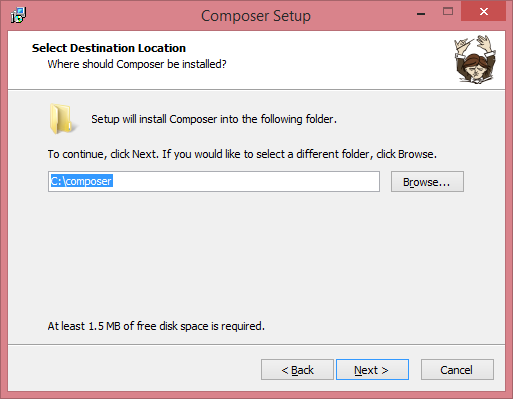 Composer Setup
Select Destination Location
Where should Composer be installed?
Setup will install Composer into the following folder.
To continue, click Next. If you would like to select a different folder, click Browse.
C:\composer
Browse...
At least 1.5 MB of free disk space is required.
< Back
Next >
Cancel